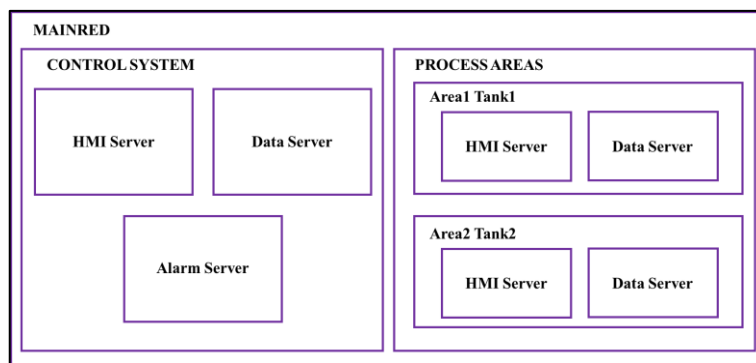 MAINRED
CONTROL SYSTEM
HMI Server
Data Server
Alarm Server
PROCESS AREAS
Area1 Tank1
HMI Server
Data Server
Area2 Tank2
HMI Server
Data Server